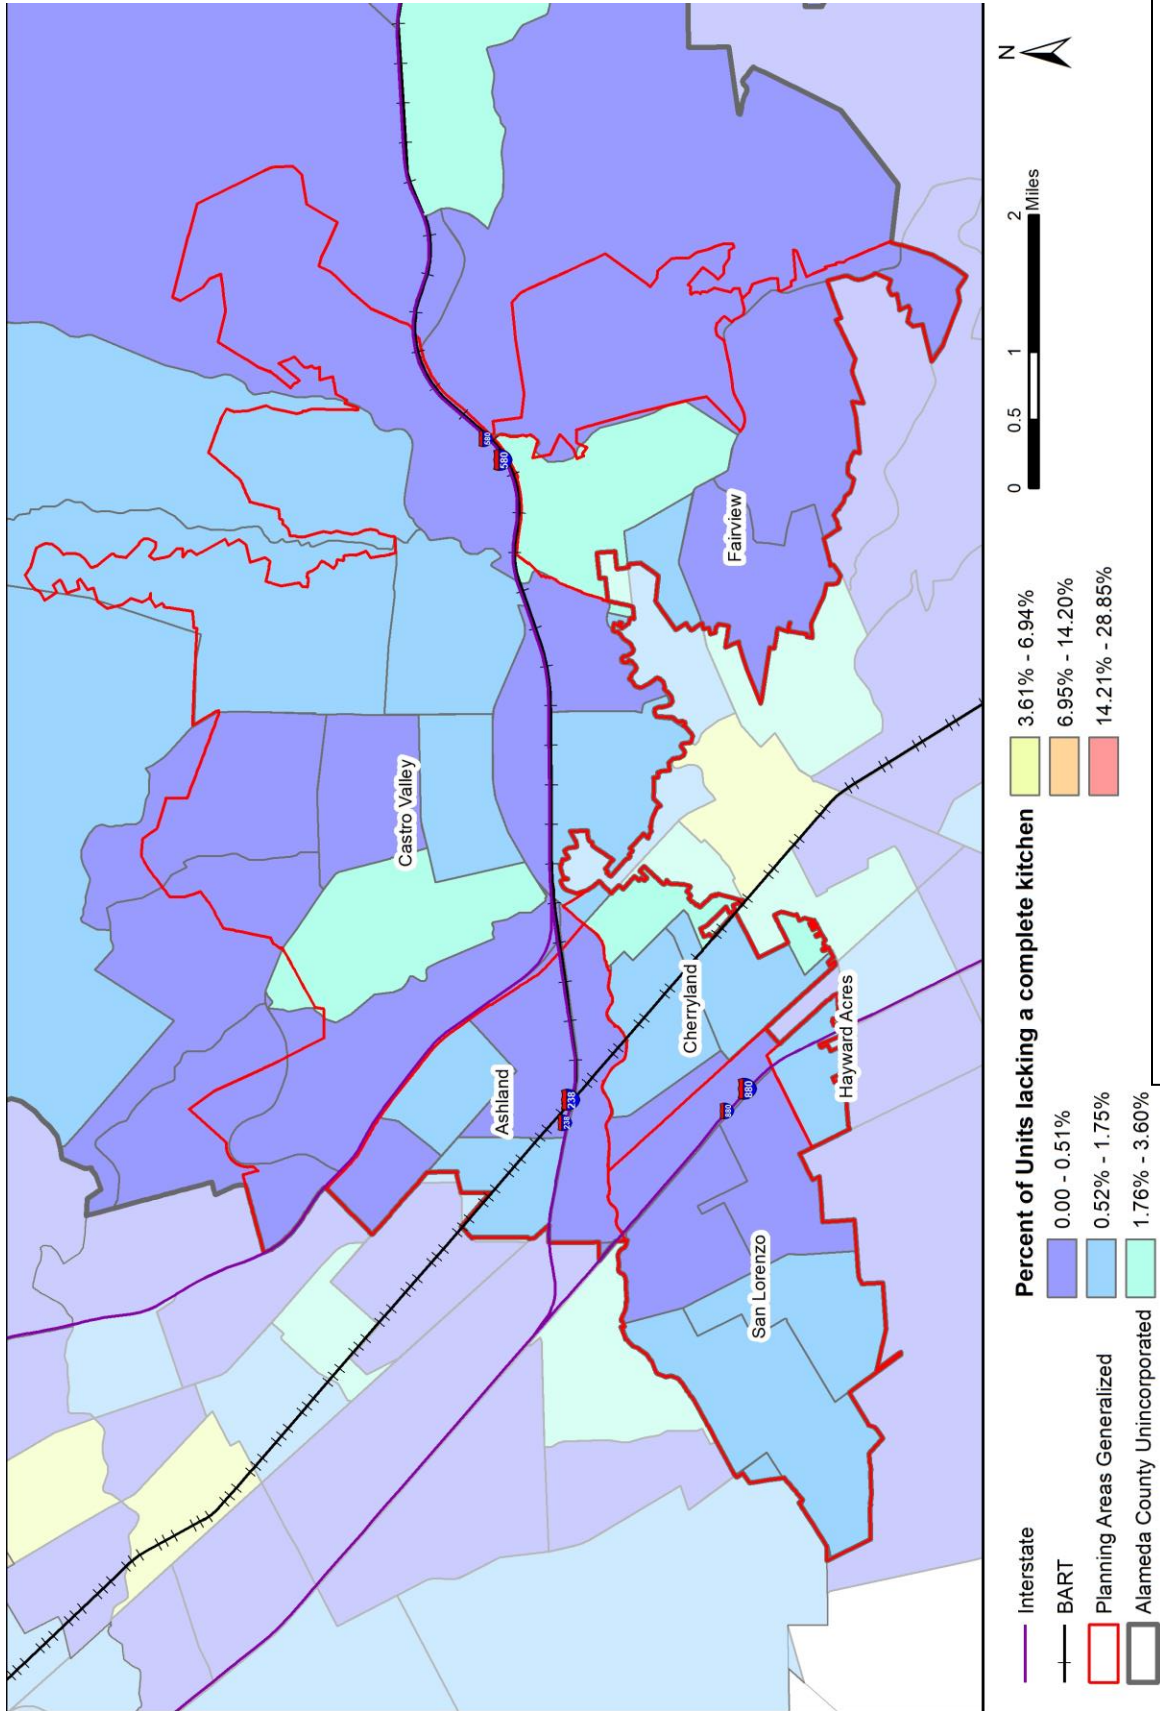 580
580
Castro Valley
Fairview
Ashland
238
238
Cherryland
880
880
Hayward Acres
San Lorenzo
N
Interstate
BART
Planning Areas Generalized
Alameda County Unincorporated
Percent of Units lacking a complete kitchen
0.00 - 0.51%
0.52% - 1.75%
1.76% - 3.60%
3.61% - 6.94%
6.95% - 14.20%
14.21% - 28.85%
0 0.5 1 2
Miles